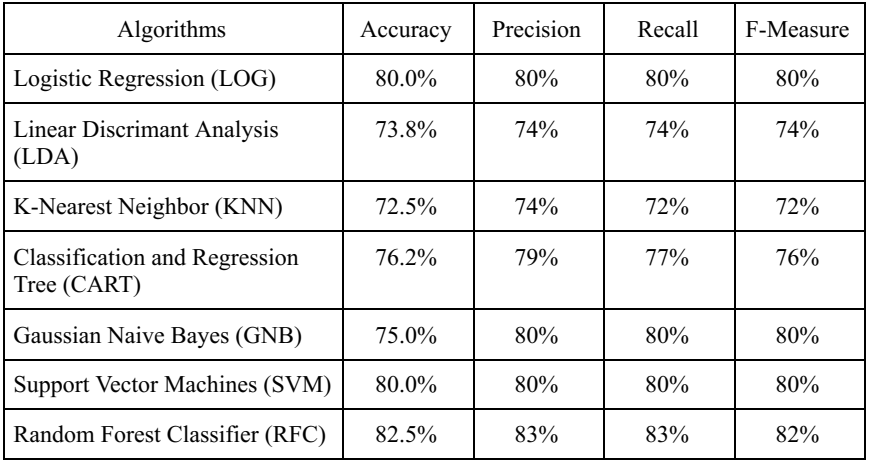 Algorithms Accuracy Precision Recall F-Measure
Logistic Regression (LOG) 80.0% 80% 80% 80%
Linear Discrimant Analysis 73.8% 74% 74% 74%
(LDA)
K-Nearest Neighbor (KNN) 72.5% 74% 72% 72%
Classification and Regression 76.2% 79% 77% 76%
Tree (CART)
Gaussian Naive Bayes (GNB) 75.0% 80% 80% 80%
Support Vector Machines (SVM) 80.0% 80% 80% 80%
Random Forest Classifier (RFC) 82.5% 83% 83% 82%